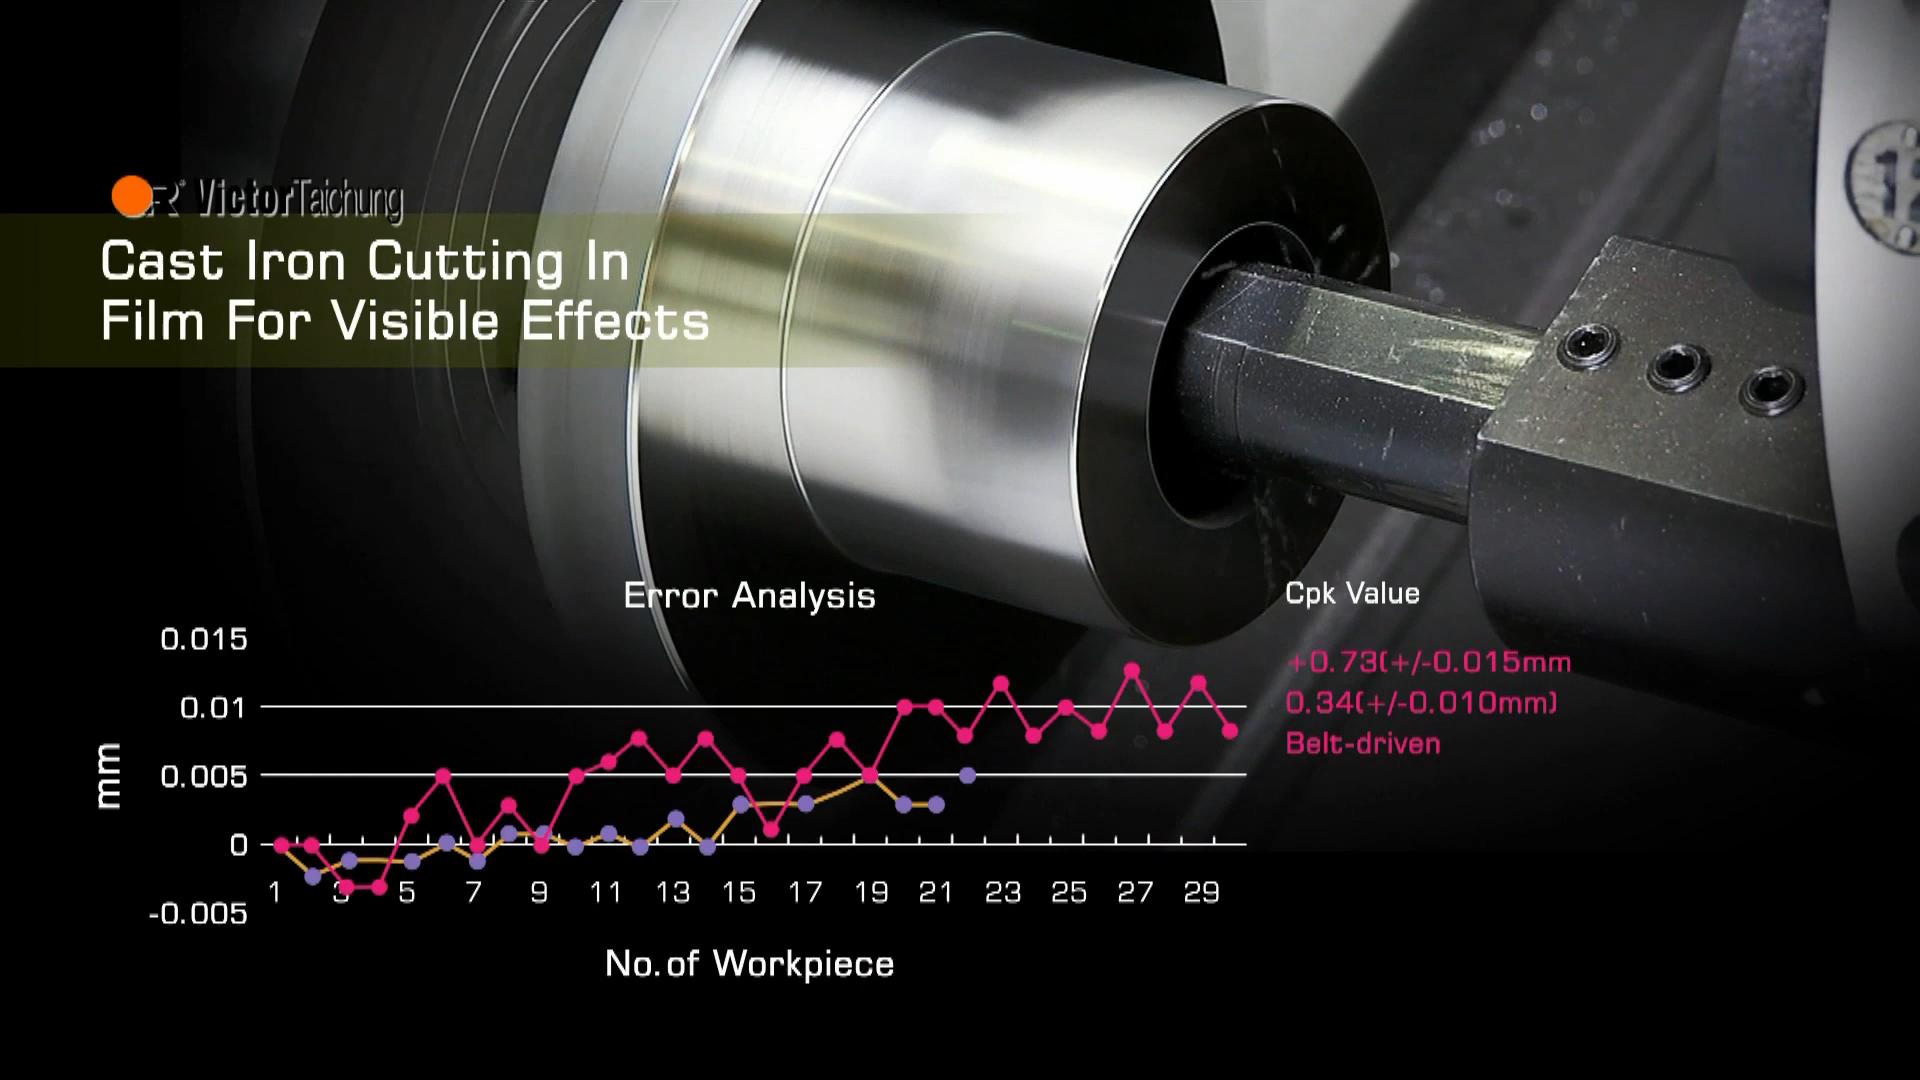 VictorTaichung
Cast Iron Cutting In
Film For Visible Effects
Error Analysis
0.015
0.01
0.005
0
-0.005
mm
1 3 5 7 9 11 13 15 17 19 21 23 25 27 29
No. of Workpiece
Cpk Value
+0.73(+/-0.015mm
0.34(+/-0.010mm)
Belt-driven